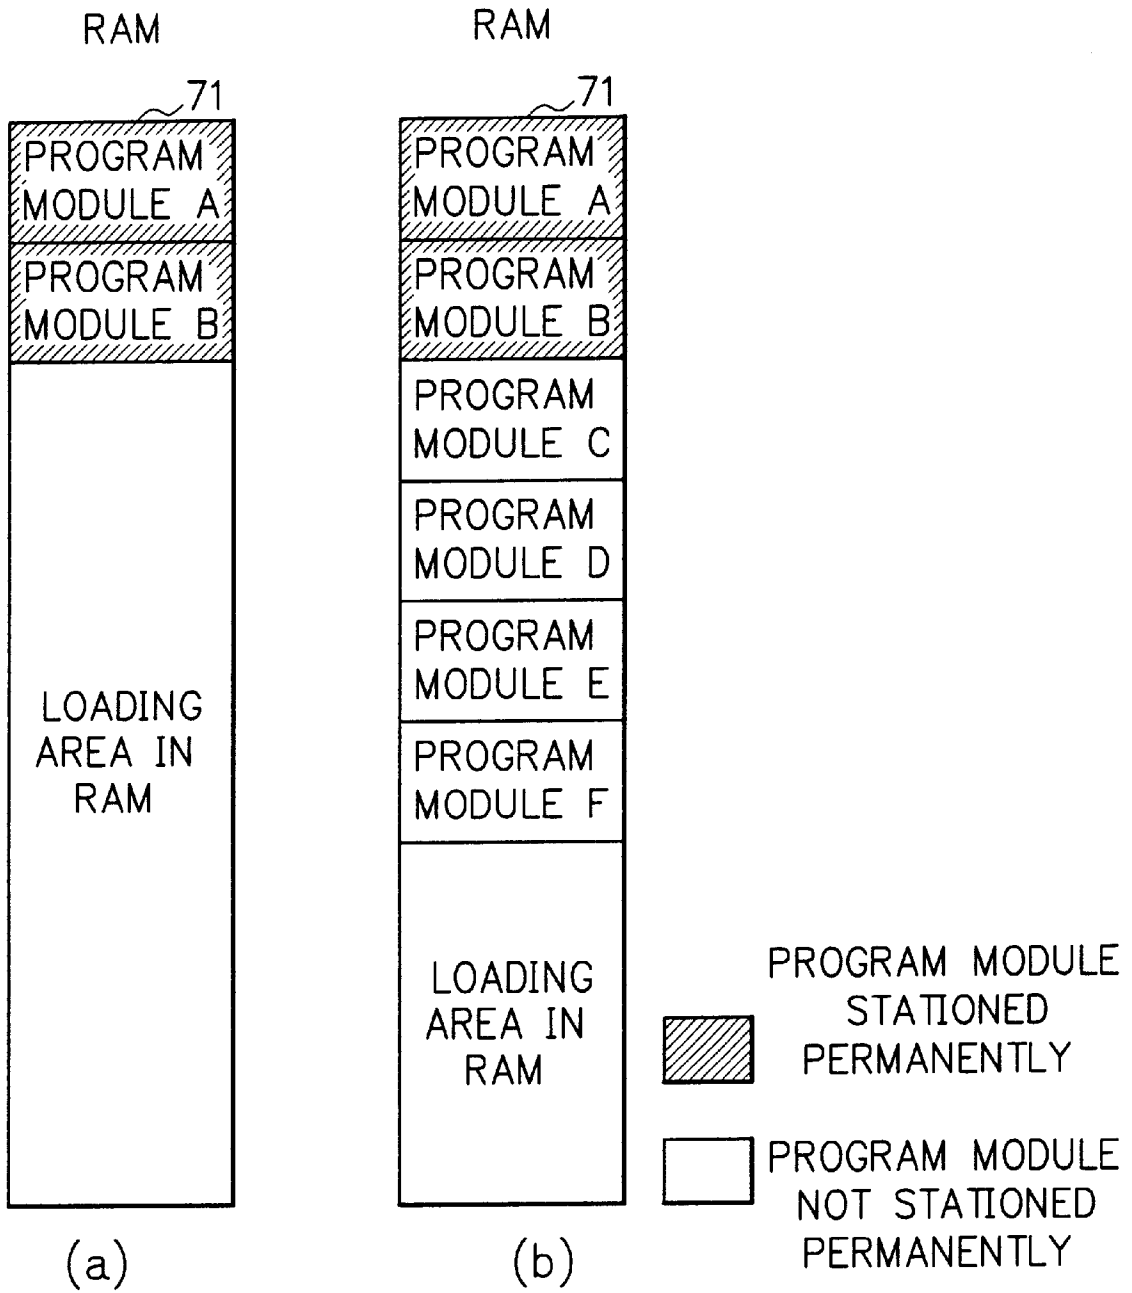 RAM
71
PROGRAM
MODULE A
PROGRAM
MODULE B
LOADING
AREA IN
RAM
(a)
RAM
71
PROGRAM
MODULE A
PROGRAM
MODULE B
PROGRAM
MODULE C
PROGRAM
MODULE D
PROGRAM
MODULE E
PROGRAM
MODULE F
LOADING
AREA IN
RAM
(b)
PROGRAM MODULE
STATIONED
PERMANENTLY
PROGRAM MODULE
NOT STATIONED
PERMANENTLY